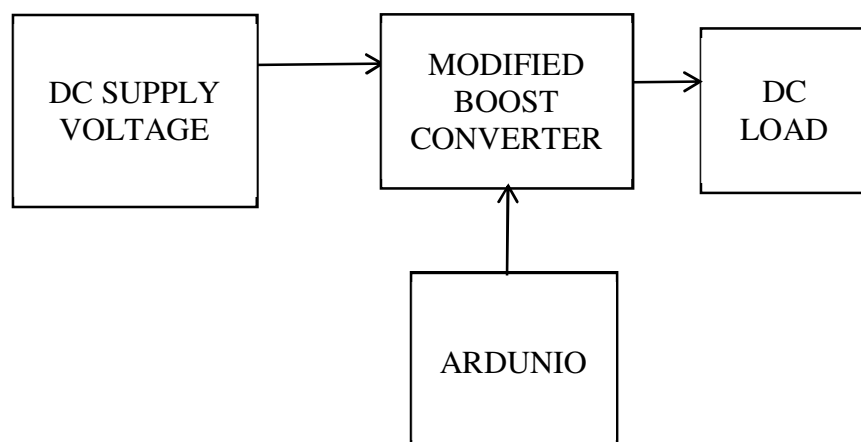 DC SUPPLY
VOLTAGE
MODIFIED
BOOST
CONVERTER
DC
LOAD
ARDUNIO